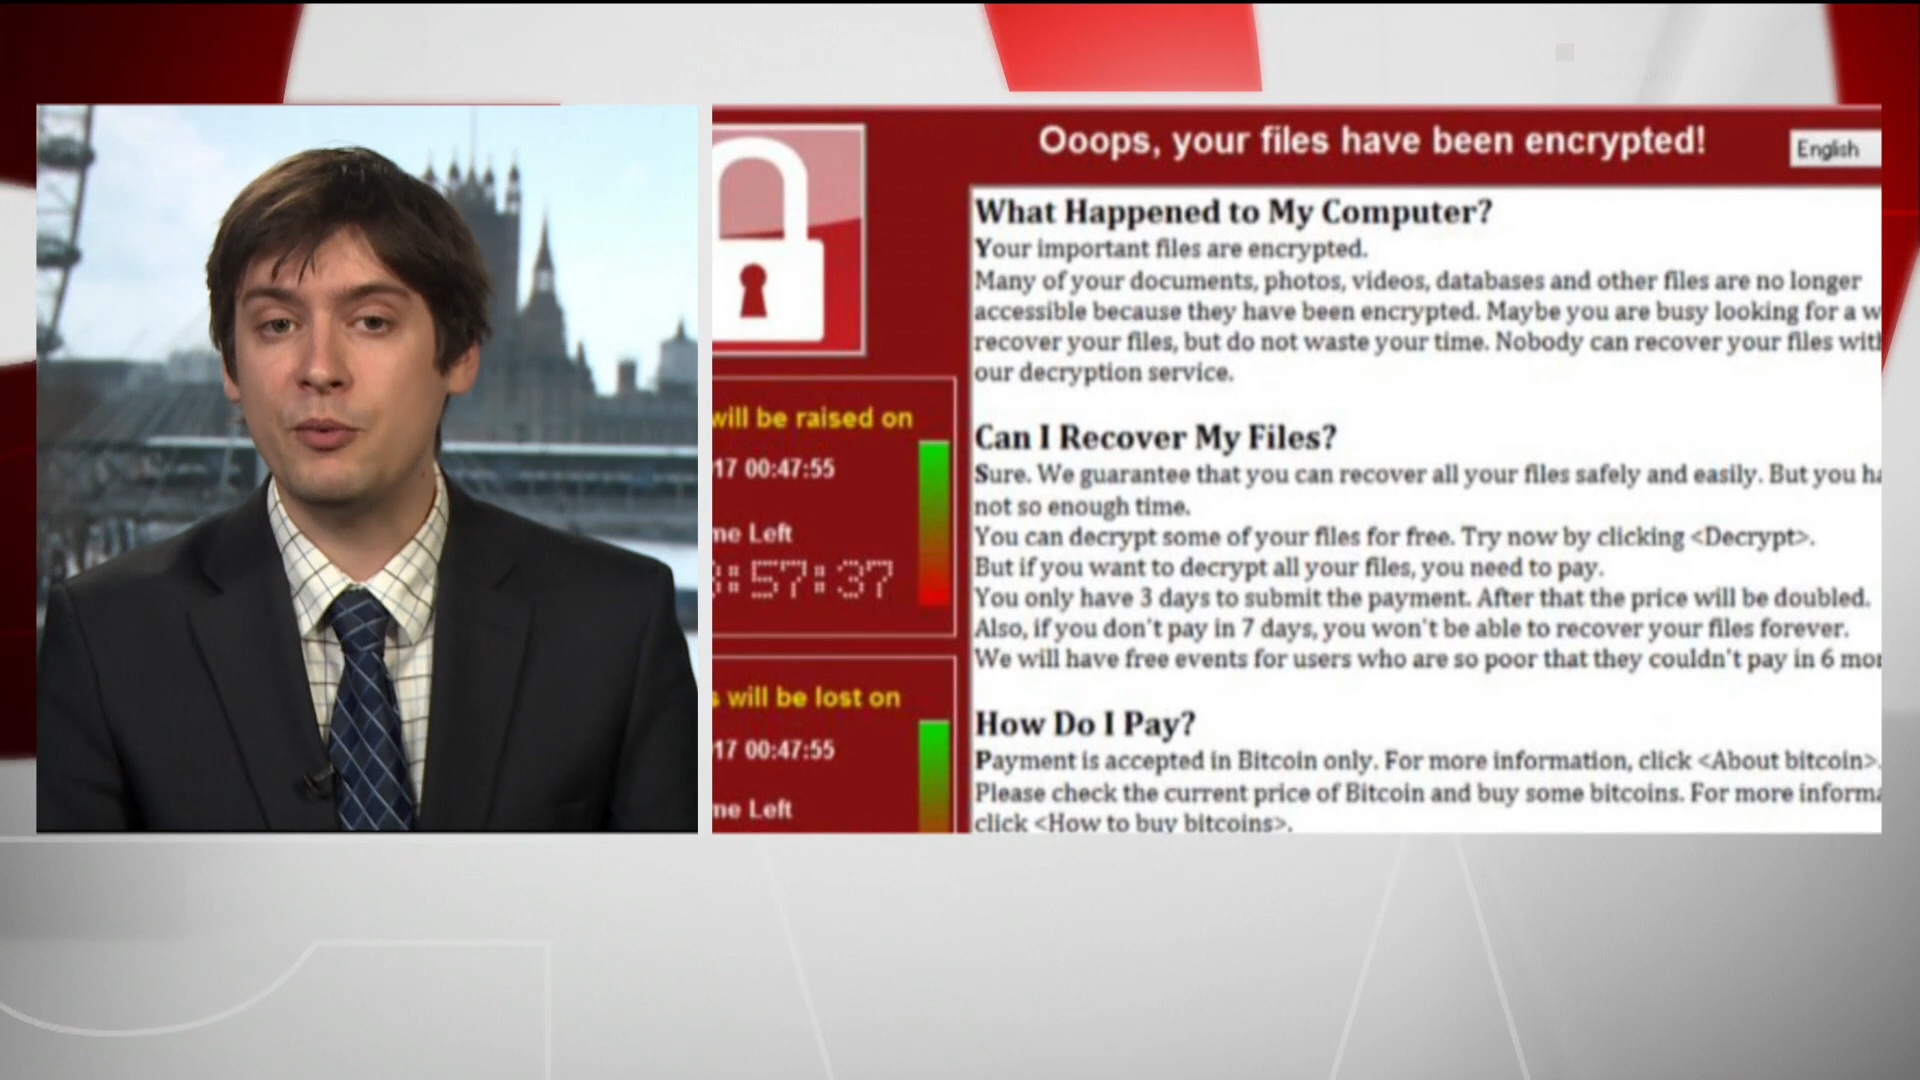 Ooops, your files have been encrypted!
English
What Happened to My Computer?
Your important files are encrypted.
Many of your documents, photos, videos, databases and other files are no longer
accessible because they have been encrypted. Maybe you are busy looking for a w
recover your files, but do not waste your time. Nobody can recover your files with
our decryption service.
will be raised on
17 00:47:55
me Left
:57:37
Can I Recover My Files?
Sure. We guarantee that you can recover all your files safely and easily. But you ha
not so enough time.
You can decrypt some of your files for free. Try now by clicking <Decrypt>.
But if you want to decrypt all your files, you need to pay.
You only have 3 days to submit the payment. After that the price will be doubled.
Also, if you don't pay in 7 days, you won't be able to recover your files forever.
We will have free events for users who are so poor that they couldn't pay in 6 mo
s will be lost on
17 00:47:55
me Left
How Do I Pay?
Payment is accepted in Bitcoin only. For more information, click <About bitcoin>.
Please check the current price of Bitcoin and buy some bitcoins. For more informa
click <How to buy bitcoins>.